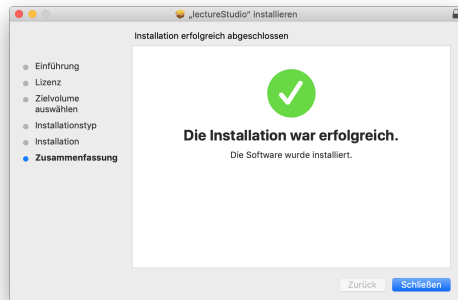 „lectureStudio“ installieren
Installation erfolgreich abgeschlossen
Einführung
Lizenz
Zielvolume
auswählen
Installationstyp
Installation
Zusammenfassung
Die Installation war erfolgreich.
Die Software wurde installiert.
Zurück
Schließen